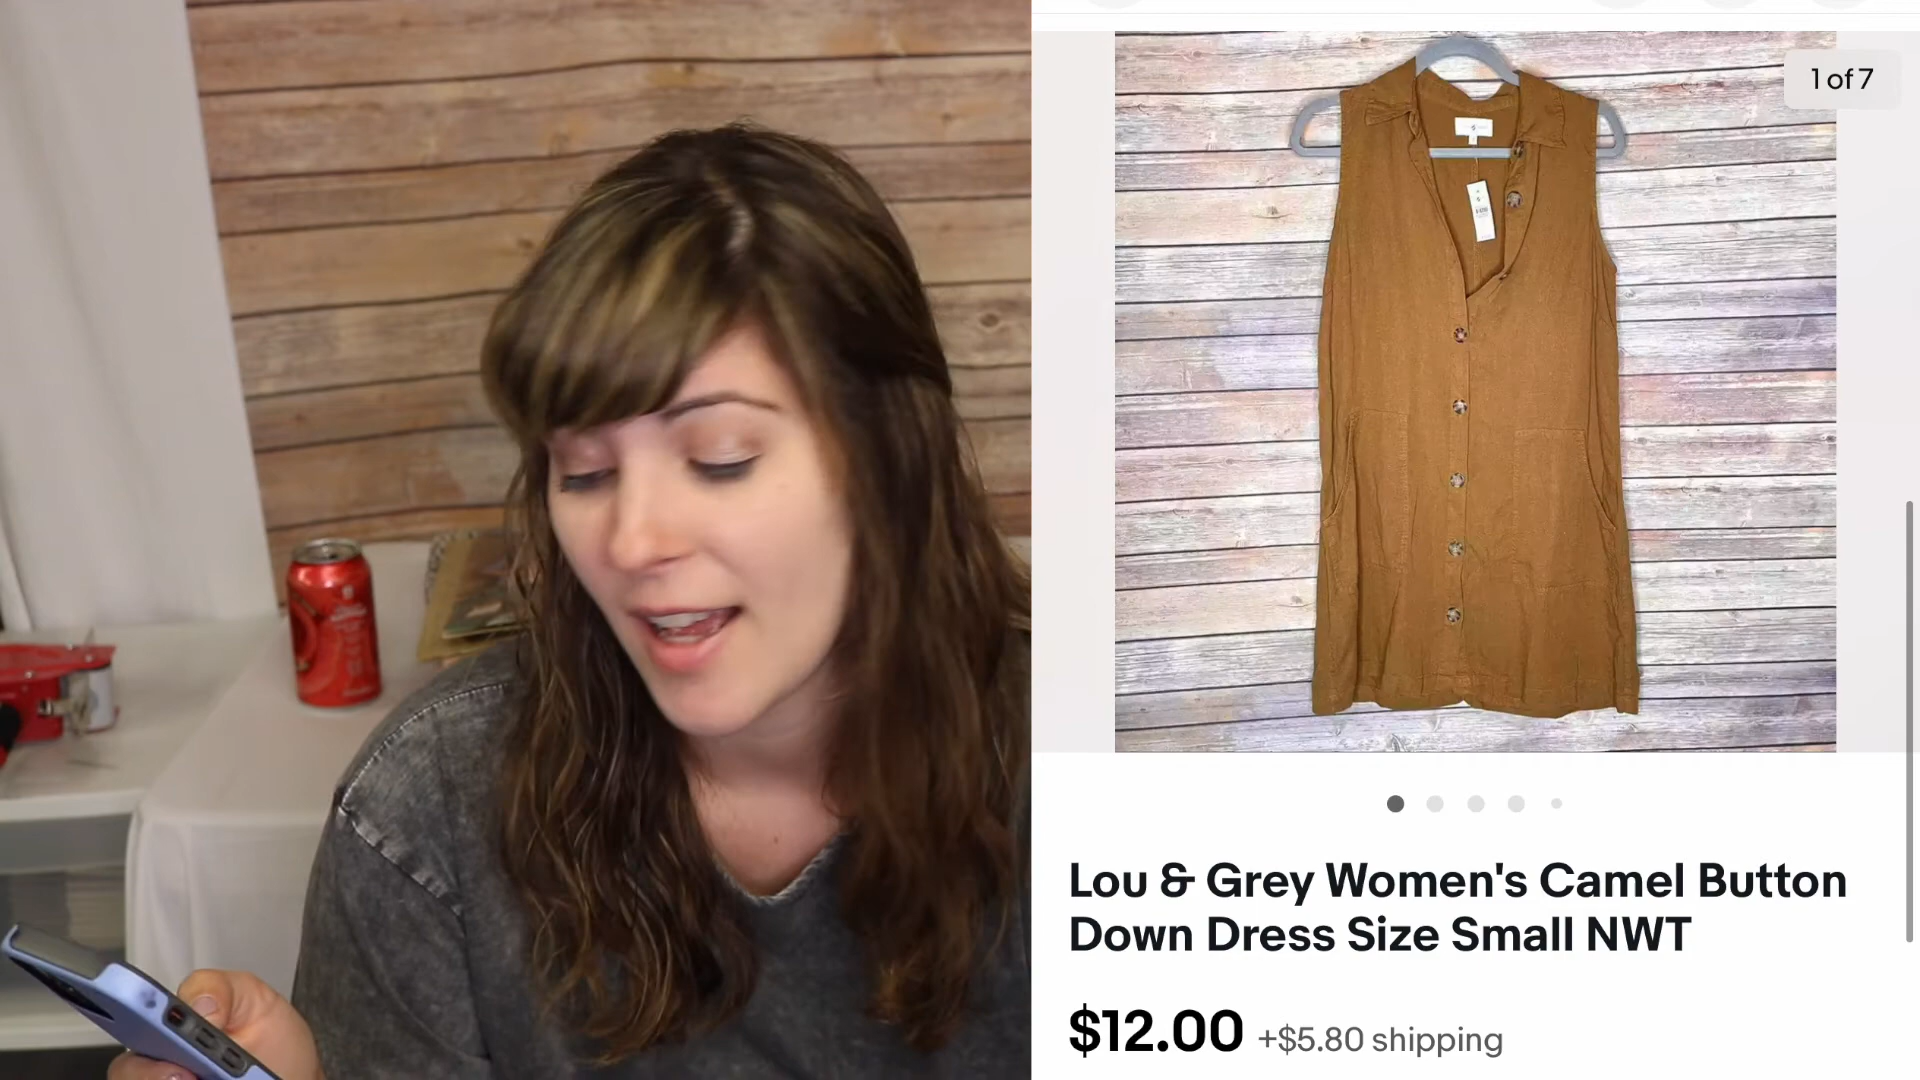 1 of 7
Lou & Grey Women's Camel Button
Down Dress Size Small NWT
$12.00 +$5.80 shipping